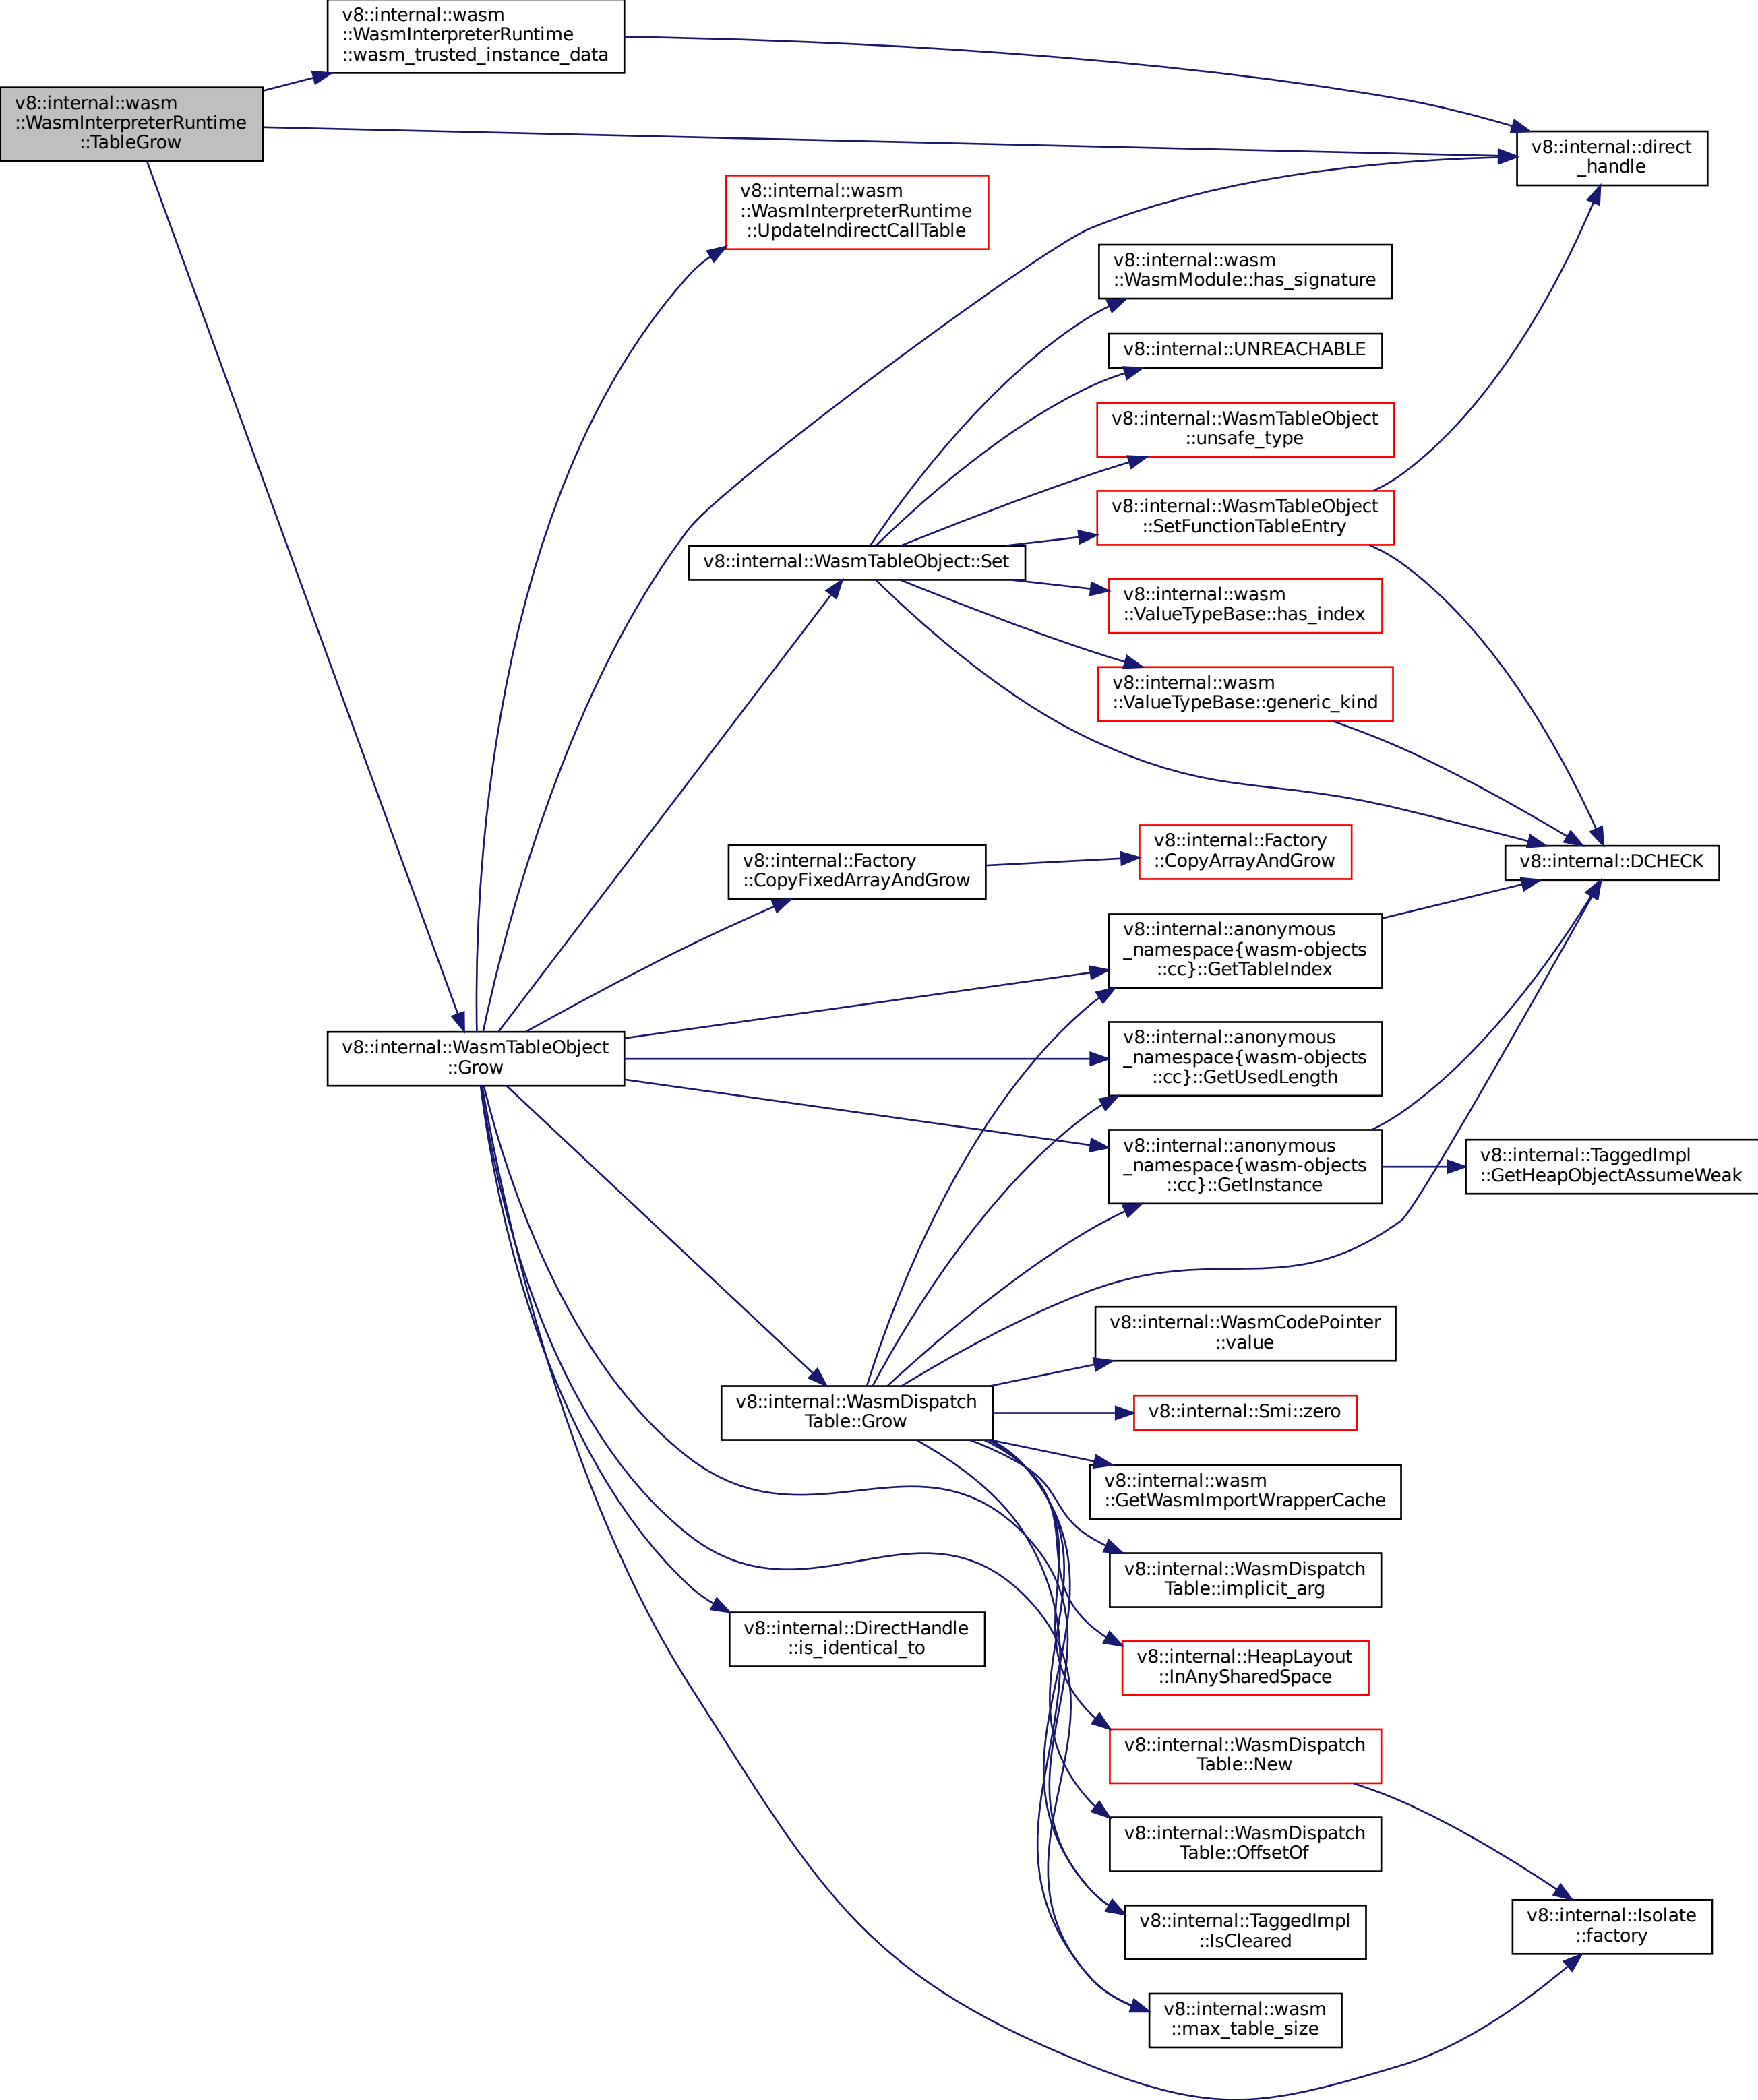 v8::internal::wasm
::WasmInterpreterRuntime
::wasm_trusted_instance_data
v8::internal::wasm
::WasmInterpreterRuntime
::TableGrow
v8::internal::direct
_handle
v8::internal::wasm
::WasmInterpreterRuntime
::UpdateIndirectCallTable
v8::internal::wasm
::WasmModule::has_signature
v8::internal::UNREACHABLE
v8::internal::WasmTableObject
::unsafe_type
v8::internal::WasmTableObject
::SetFunctionTableEntry
v8::internal::WasmTableObject::Set
v8::internal::wasm
::ValueTypeBase::has_index
v8::internal::wasm
::ValueTypeBase::generic_kind
v8::internal::Factory
::CopyFixedArrayAndGrow
v8::internal::Factory
::CopyArrayAndGrow
v8::internal::DCHECK
v8::internal::anonymous
_namespace{wasm-objects
::cc}::GetTableIndex
v8::internal::WasmTableObject
::Grow
v8::internal::anonymous
_namespace{wasm-objects
::cc}::GetUsedLength
v8::internal::anonymous
_namespace{wasm-objects
::cc}::GetInstance
v8::internal::TaggedImpl
::GetHeapObjectAssumeWeak
v8::internal::WasmCodePointer
::value
v8::internal::WasmDispatch
Table::Grow
v8::internal::Smi::zero
v8::internal::wasm
::GetWasmImportWrapperCache
v8::internal::WasmDispatch
Table::implicit_arg
v8::internal::DirectHandle
::is_identical_to
v8::internal::HeapLayout
::InAnySharedSpace
v8::internal::WasmDispatch
Table::New
v8::internal::WasmDispatch
Table::OffsetOf
v8::internal::TaggedImpl
::IsCleared
v8::internal::Isolate
::factory
v8::internal::wasm
::max_table_size